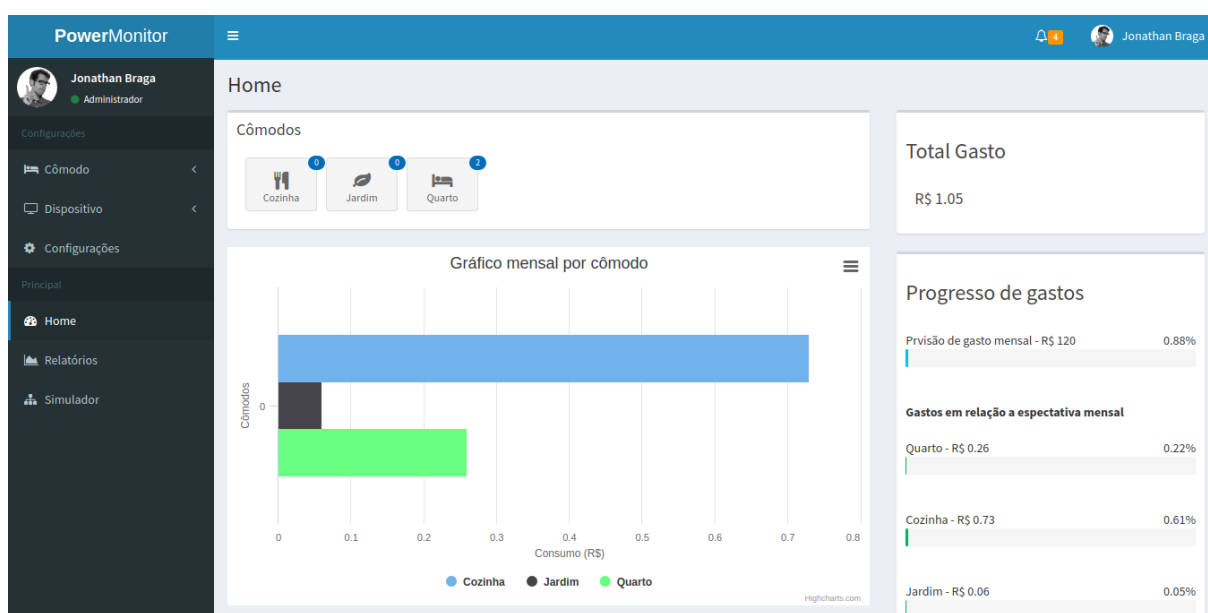 PowerMonitor
4
Jonathan Braga
Jonathan Braga
Administrador
Configurações
Cômodo
Dispositivo
Configurações
Principal
Home
Relatórios
Simulador
Home
Cômodos
0
0
2
Cozinha
Jardim
Quarto
Gráfico mensal por cômodo
Cômodos
0
0
0.1
0.2
0.3
0.4
0.5
0.6
0.7
0.8
Consumo (R$)
Cozinha
Jardim
Quarto
Highcharts.com
Total Gasto
R$ 1.05
Progresso de gastos
Prvisão de gasto mensal - R$ 120 0.88%
Gastos em relação a espectativa mensal
Quarto - R$ 0.26 0.22%
Cozinha - R$ 0.73 0.61%
Jardim - R$ 0.06 0.05%